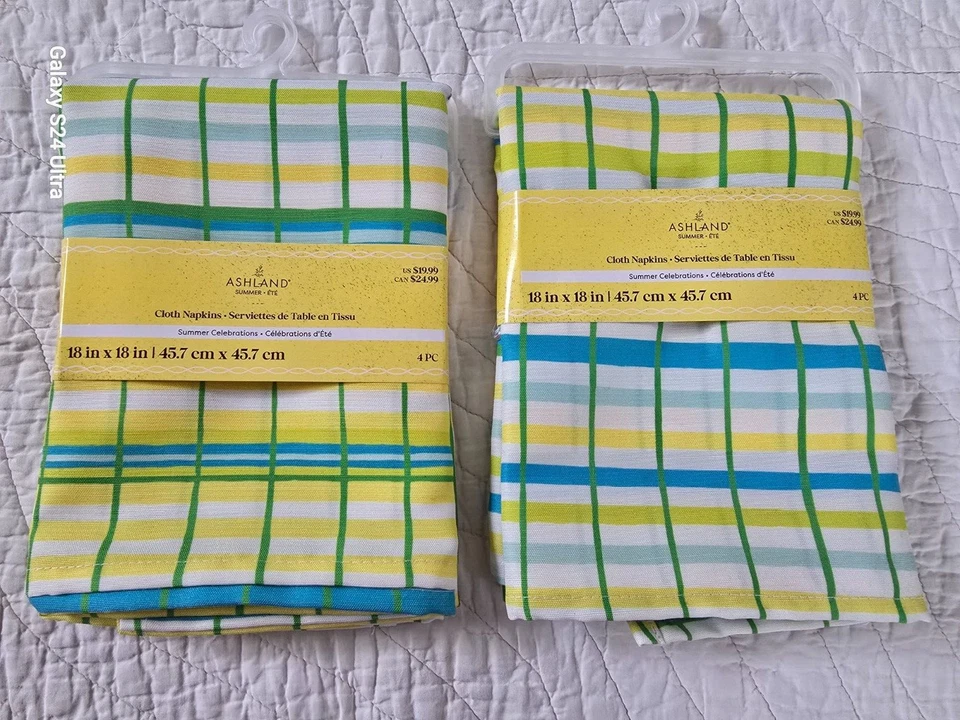 Galaxy S24 Ultra
US $19.99
CAN $24.99
ASHLAND®
SUMMER • ÉTÉ
Cloth Napkins • Serviettes de Table en Tissu
Summer Celebrations • Célébrations d'Été
18 in x 18 in | 45.7 cm x 45.7 cm
4 PC
US $19.99
CAN $24.99
ASHLAND®
SUMMER • ÉTÉ
Cloth Napkins • Serviettes de Table en Tissu
Summer Celebrations • Célébrations d'Été
18 in x 18 in | 45.7 cm x 45.7 cm
4 PC